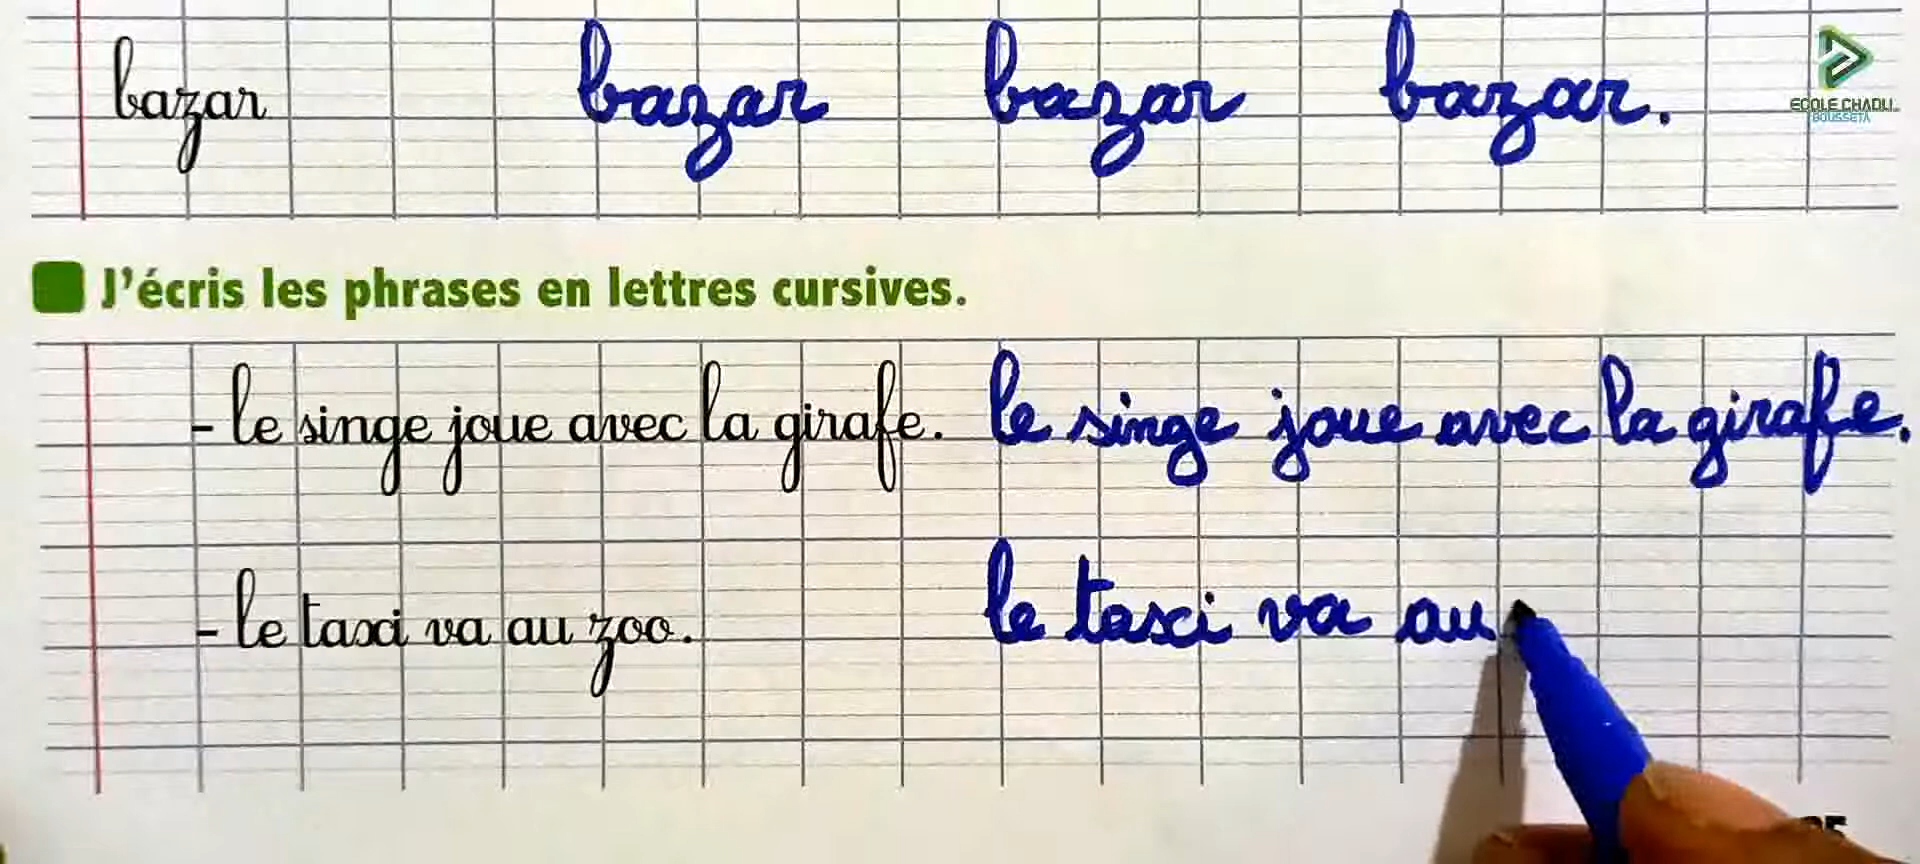 bazar bazar bazar bazar.
ECOLE CHADLI
BOUSSETA
J'écris les phrases en lettres cursives.
- le singe joue avec la girafe. le singe joue avec la girafe.
- le taxi va au zoo. le taxi va au